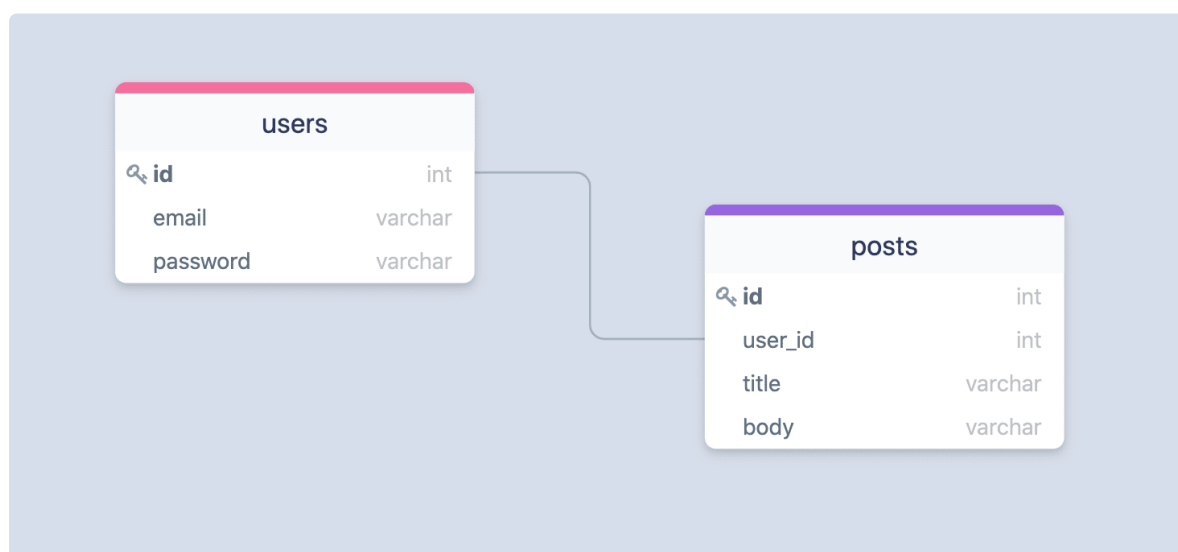 users
id int
email varchar
password varchar
posts
id int
user_id int
title varchar
body varchar